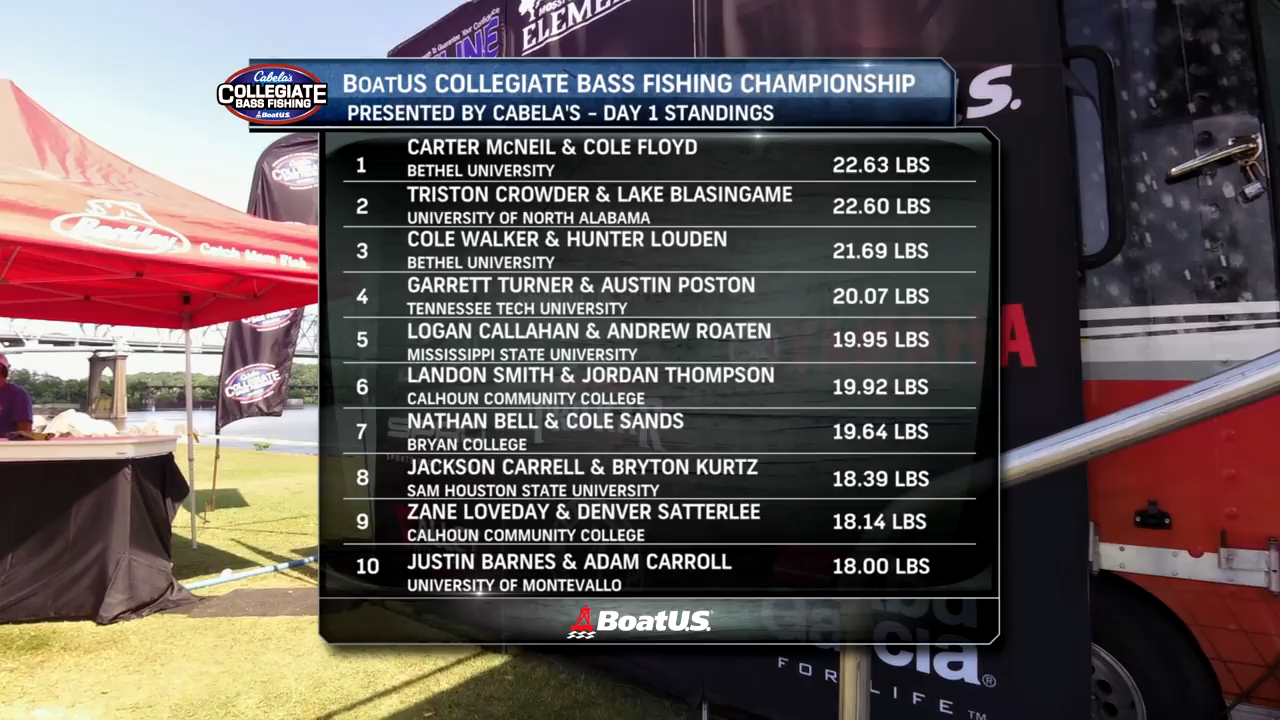 ELEMEN
S.
Cabela's
COLLEGIATE
BASS FISHING
BoatU.S.
BOATUS COLLEGIATE BASS FISHING CHAMPIONSHIP
PRESENTED BY CABELA'S – DAY 1 STANDINGS
1 CARTER McNEIL & COLE FLOYD 22.63 LBS
BETHEL UNIVERSITY
2 TRISTON CROWDER & LAKE BLASINGAME 22.60 LBS
UNIVERSITY OF NORTH ALABAMA
3 COLE WALKER & HUNTER LOUDEN 21.69 LBS
BETHEL UNIVERSITY
4 GARRETT TURNER & AUSTIN POSTON 20.07 LBS
TENNESSEE TECH UNIVERSITY
5 LOGAN CALLAHAN & ANDREW ROATEN 19.95 LBS
MISSISSIPPI STATE UNIVERSITY
6 LANDON SMITH & JORDAN THOMPSON 19.92 LBS
CALHOUN COMMUNITY COLLEGE
7 NATHAN BELL & COLE SANDS 19.64 LBS
BRYAN COLLEGE
8 JACKSON CARRELL & BRYTON KURTZ 18.39 LBS
SAM HOUSTON STATE UNIVERSITY
9 ZANE LOVEDAY & DENVER SATTERLEE 18.14 LBS
CALHOUN COMMUNITY COLLEGE
10 JUSTIN BARNES & ADAM CARROLL 18.00 LBS
UNIVERSITY OF MONTEVALLO
BoatU.S.
Berkley
Catch More Fish
COLLEGIATE
Garcia
FOR LIFE™